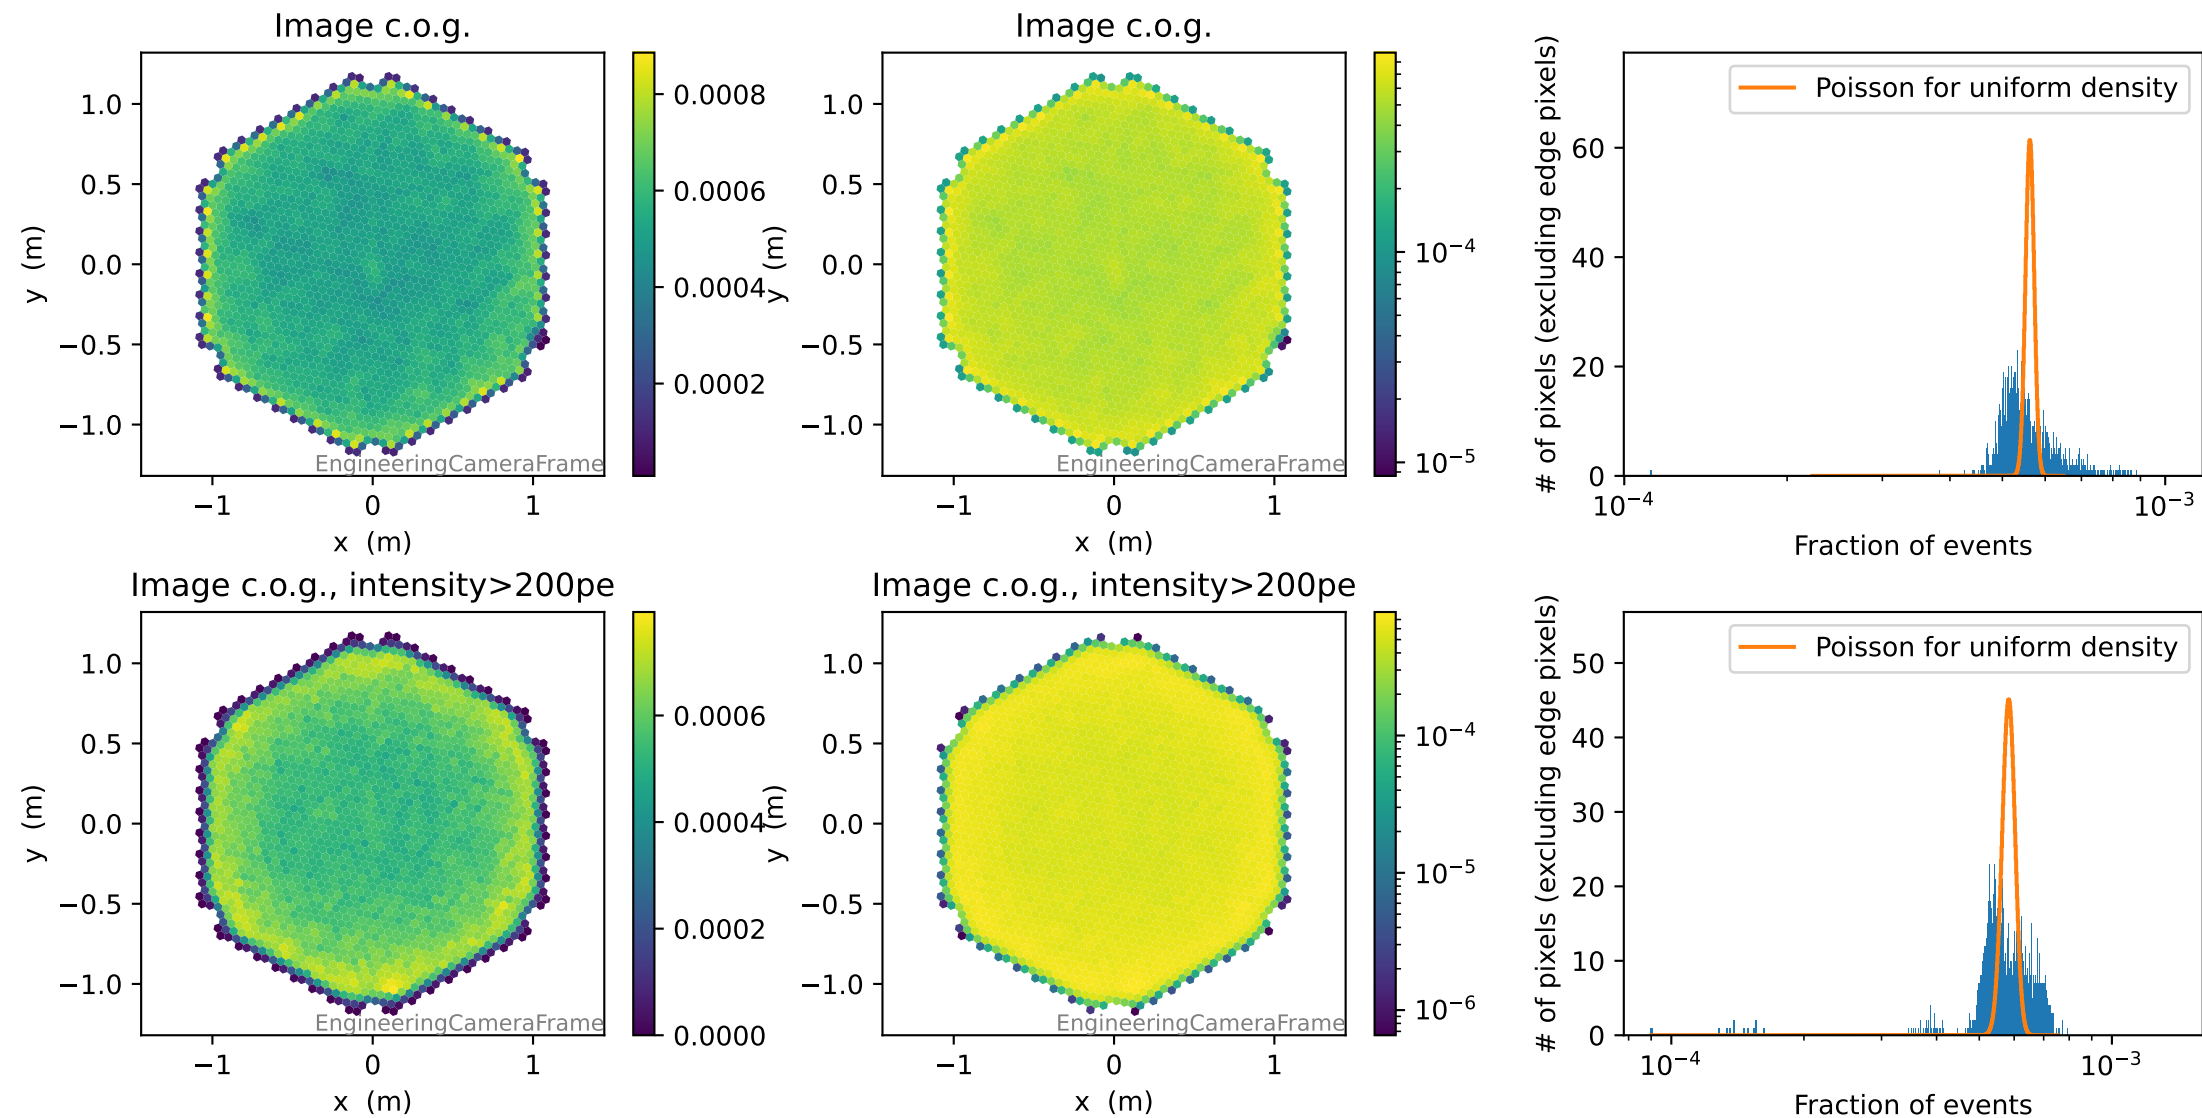 Image c.o.g.
1.0
0.5
0.0
−0.5
−1.0
−1
0
1
y (m)
x (m)
EngineeringCameraFrame
0.0008
0.0006
0.0004
0.0002
Image c.o.g.
1.0
0.5
0.0
−0.5
−1.0
−1
0
1
y (m)
x (m)
EngineeringCameraFrame
10⁻⁴
10⁻⁵
Poisson for uniform density
60
40
20
0
10⁻⁴
10⁻³
# of pixels (excluding edge pixels)
Fraction of events
Image c.o.g., intensity>200pe
1.0
0.5
0.0
−0.5
−1.0
−1
0
1
y (m)
x (m)
EngineeringCameraFrame
0.0006
0.0004
0.0002
0.0000
Image c.o.g., intensity>200pe
1.0
0.5
0.0
−0.5
−1.0
−1
0
1
y (m)
x (m)
EngineeringCameraFrame
10⁻⁴
10⁻⁵
10⁻⁶
Poisson for uniform density
50
40
30
20
10
0
10⁻⁴
10⁻³
# of pixels (excluding edge pixels)
Fraction of events